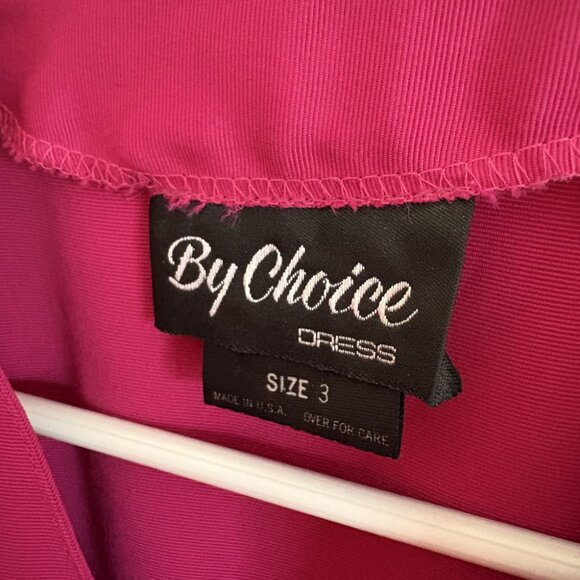 By Choice
DRESS
SIZE 3
MADE IN U.S.A. OVER FOR CARE